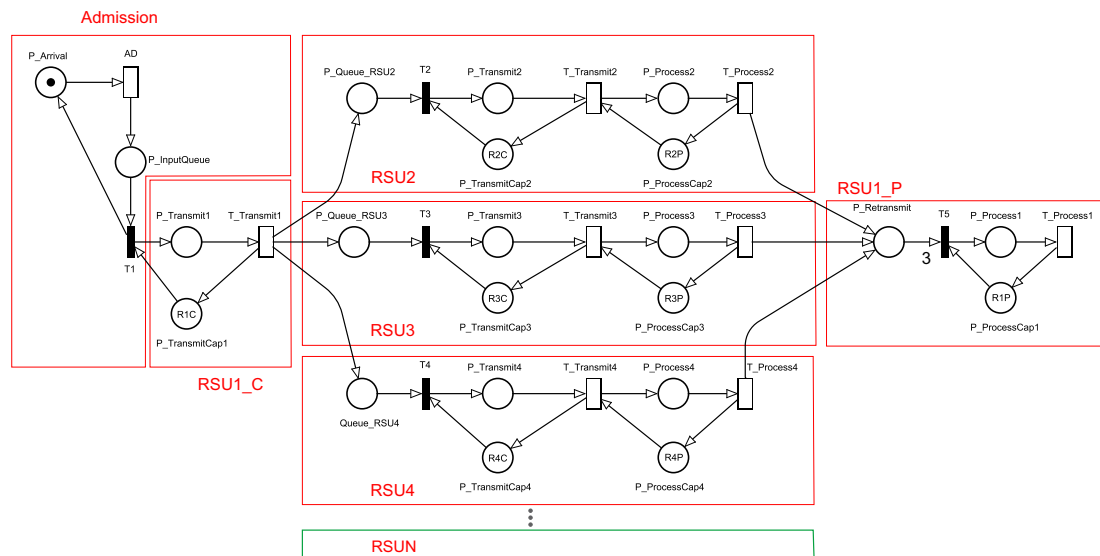 Admission
P_Arrival
AD
P_InputQueue
T1
P_Transmit1
T_Transmit1
R1C
P_TransmitCap1
RSU1_C
P_Queue_RSU2
T2
P_Transmit2
T_Transmit2
P_Process2
T_Process2
R2C
R2P
P_TransmitCap2
P_ProcessCap2
RSU2
P_Queue_RSU3
T3
P_Transmit3
T_Transmit3
P_Process3
T_Process3
R3C
R3P
P_TransmitCap3
P_ProcessCap3
RSU3
T4
P_Transmit4
T_Transmit4
P_Process4
T_Process4
Queue_RSU4
R4C
R4P
P_TransmitCap4
P_ProcessCap4
RSU4
RSUN
RSU1_P
P_Retransmit
T5
P_Process1
T_Process1
3
R1P
P_ProcessCap1